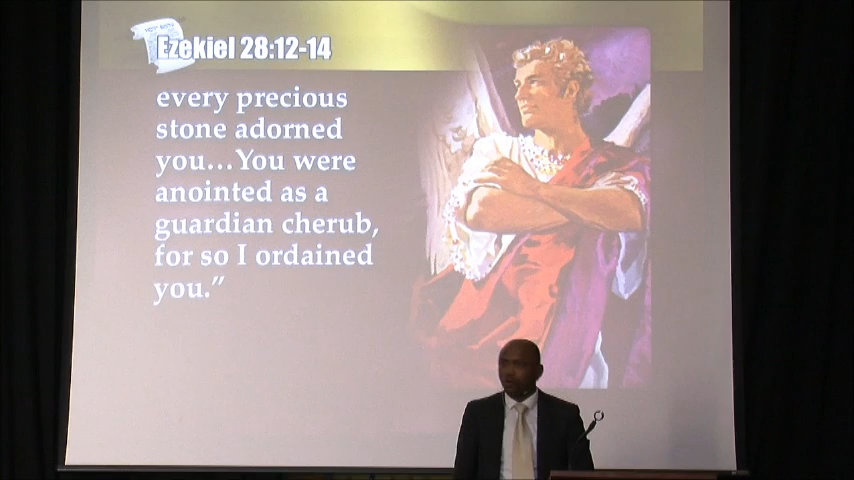 Ezekiel 28:12-14
every precious
stone adorned
you...You were
anointed as a
guardian cherub,
for so I ordained
you.”